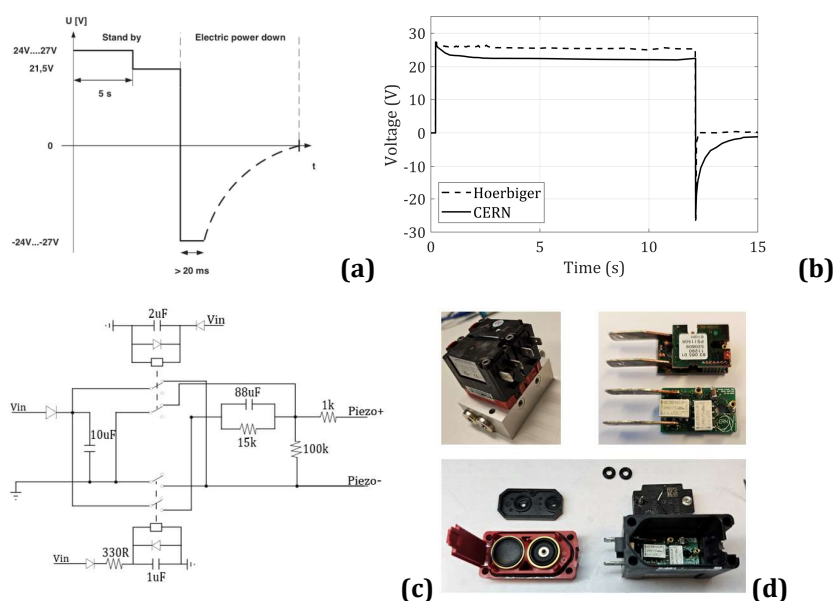 U [V]
Stand by
Electric power down
24V....27V
21,5V
5 s
0
t
-24V...-27V
> 20 ms
(a)
30
20
10
0
-10
-20
-30
Voltage (V)
Hoerbiger
CERN
0
5
10
15
Time (s)
(b)
2uF
Vin
Vin
10uF
88uF
15k
1k
Piezo+
100k
Piezo-
Vin
330R
1uF
(c)
(d)